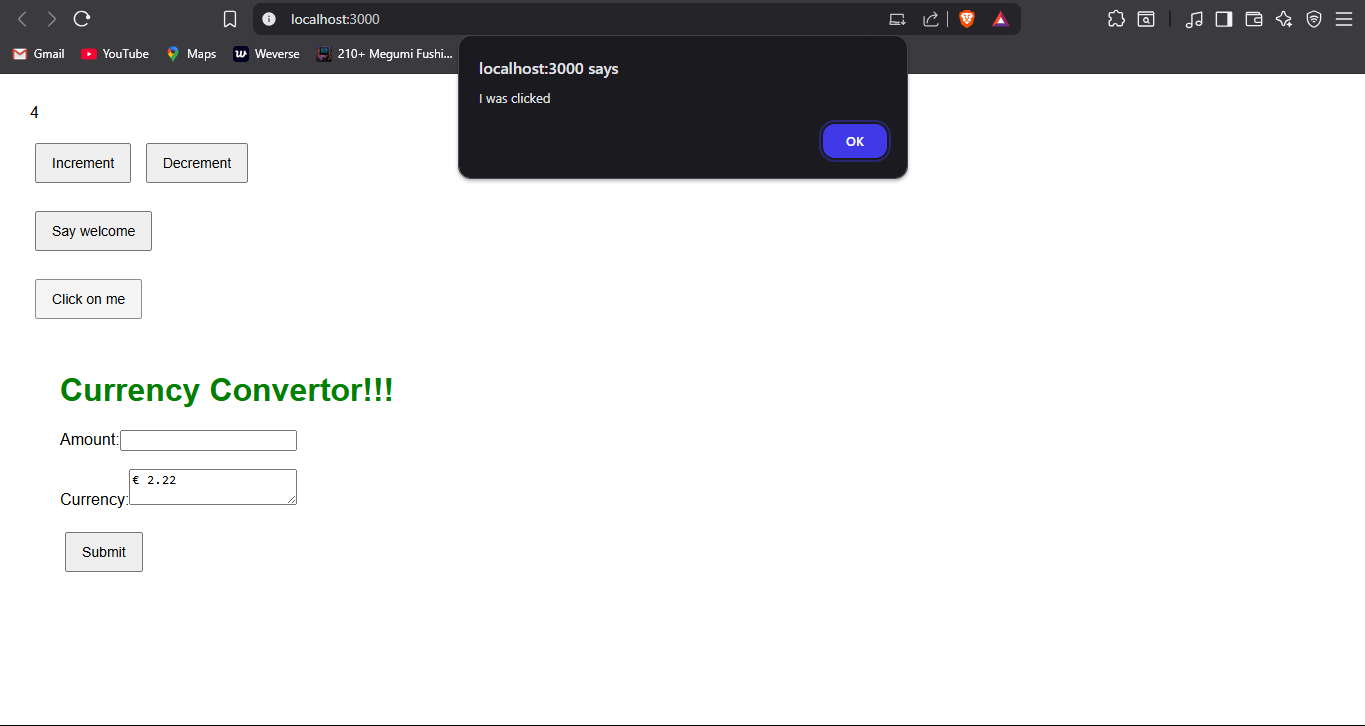 localhost:3000
Gmail YouTube Maps Weverse 210+ Megumi Fushi...
localhost:3000 says
I was clicked
OK
4
Increment Decrement
Say welcome
Click on me
Currency Convertor!!!
Amount:
Currency: € 2.22
Submit